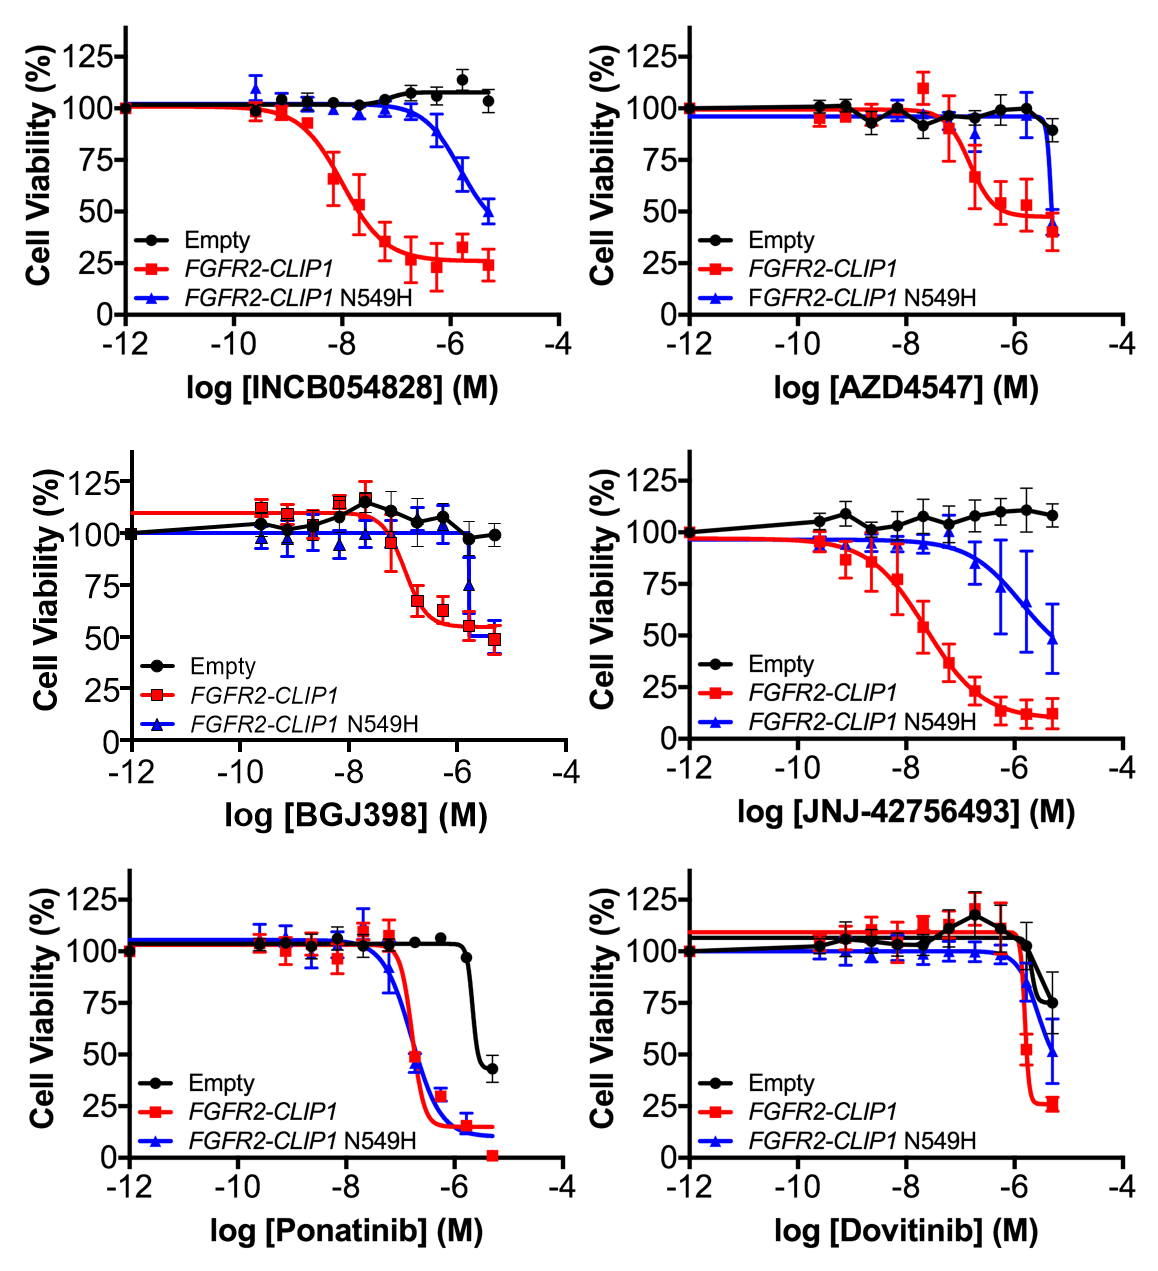 Cell Viability (%)
125
100
75
50
25
0
Empty
FGFR2-CLIP1
FGFR2-CLIP1 N549H
-12 -10 -8 -6 -4
log [INCB054828] (M)
Cell Viability (%)
125
100
75
50
25
0
Empty
FGFR2-CLIP1
FGFR2-CLIP1 N549H
-12 -10 -8 -6 -4
log [AZD4547] (M)
Cell Viability (%)
125
100
75
50
25
0
Empty
FGFR2-CLIP1
FGFR2-CLIP1 N549H
-12 -10 -8 -6 -4
log [BGJ398] (M)
Cell Viability (%)
125
100
75
50
25
0
Empty
FGFR2-CLIP1
FGFR2-CLIP1 N549H
-12 -10 -8 -6 -4
log [JNJ-42756493] (M)
Cell Viability (%)
125
100
75
50
25
0
Empty
FGFR2-CLIP1
FGFR2-CLIP1 N549H
-12 -10 -8 -6 -4
log [Ponatinib] (M)
Cell Viability (%)
125
100
75
50
25
0
Empty
FGFR2-CLIP1
FGFR2-CLIP1 N549H
-12 -10 -8 -6 -4
log [Dovitinib] (M)